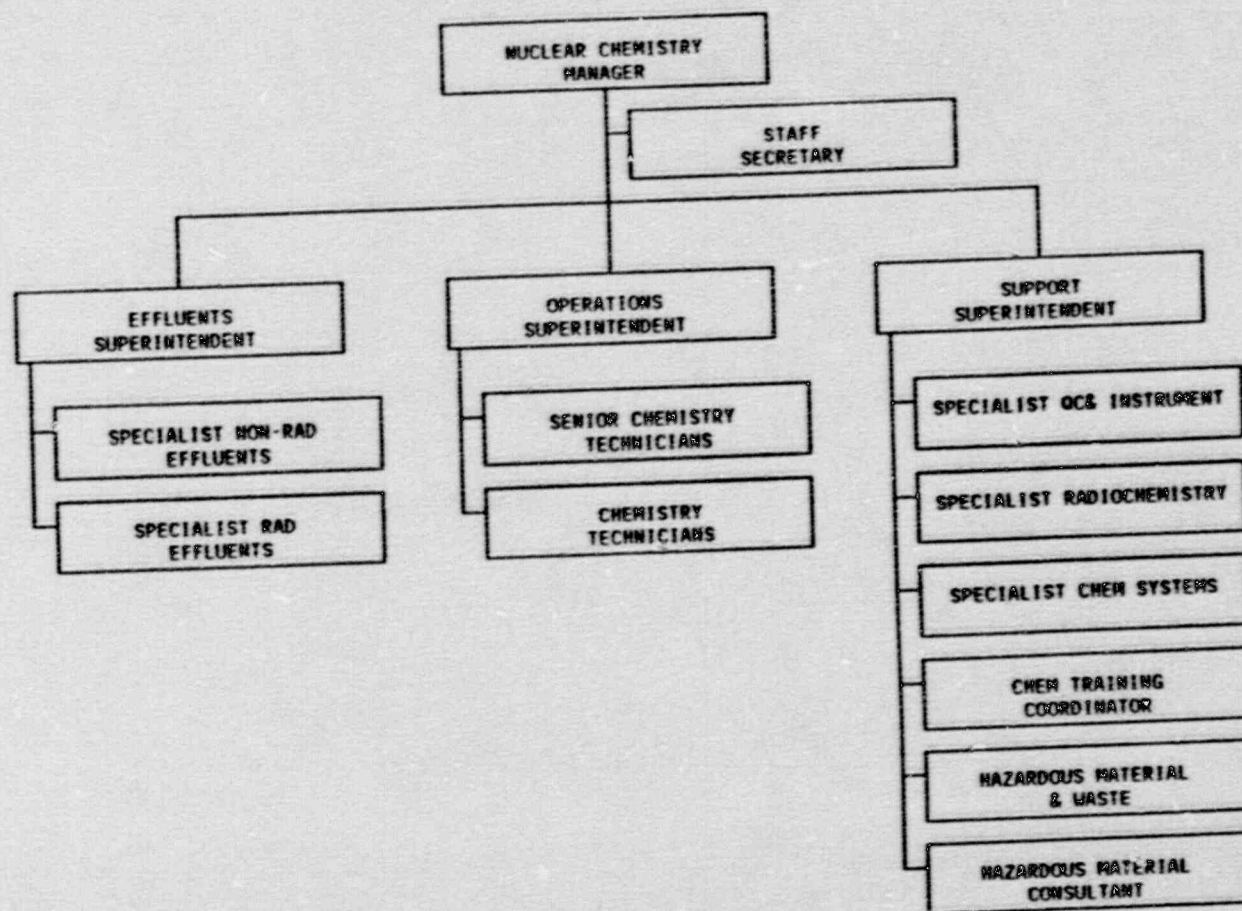 NUCLEAR CHEMISTRY
MANAGER
STAFF
SECRETARY
EFFLUENTS
SUPERINTENDENT
SPECIALIST NON-RAD
EFFLUENTS
SPECIALIST RAD
EFFLUENTS
OPERATIONS
SUPERINTENDENT
SENIOR CHEMISTRY
TECHNICIANS
CHEMISTRY
TECHNICIANS
SUPPORT
SUPERINTENDENT
SPECIALIST QC& INSTRUMENT
SPECIALIST RADIOCHEMISTRY
SPECIALIST CHEM SYSTEMS
CHEM TRAINING
COORDINATOR
HAZARDOUS MATERIAL
& WASTE
HAZARDOUS MATERIAL
CONSULTANT